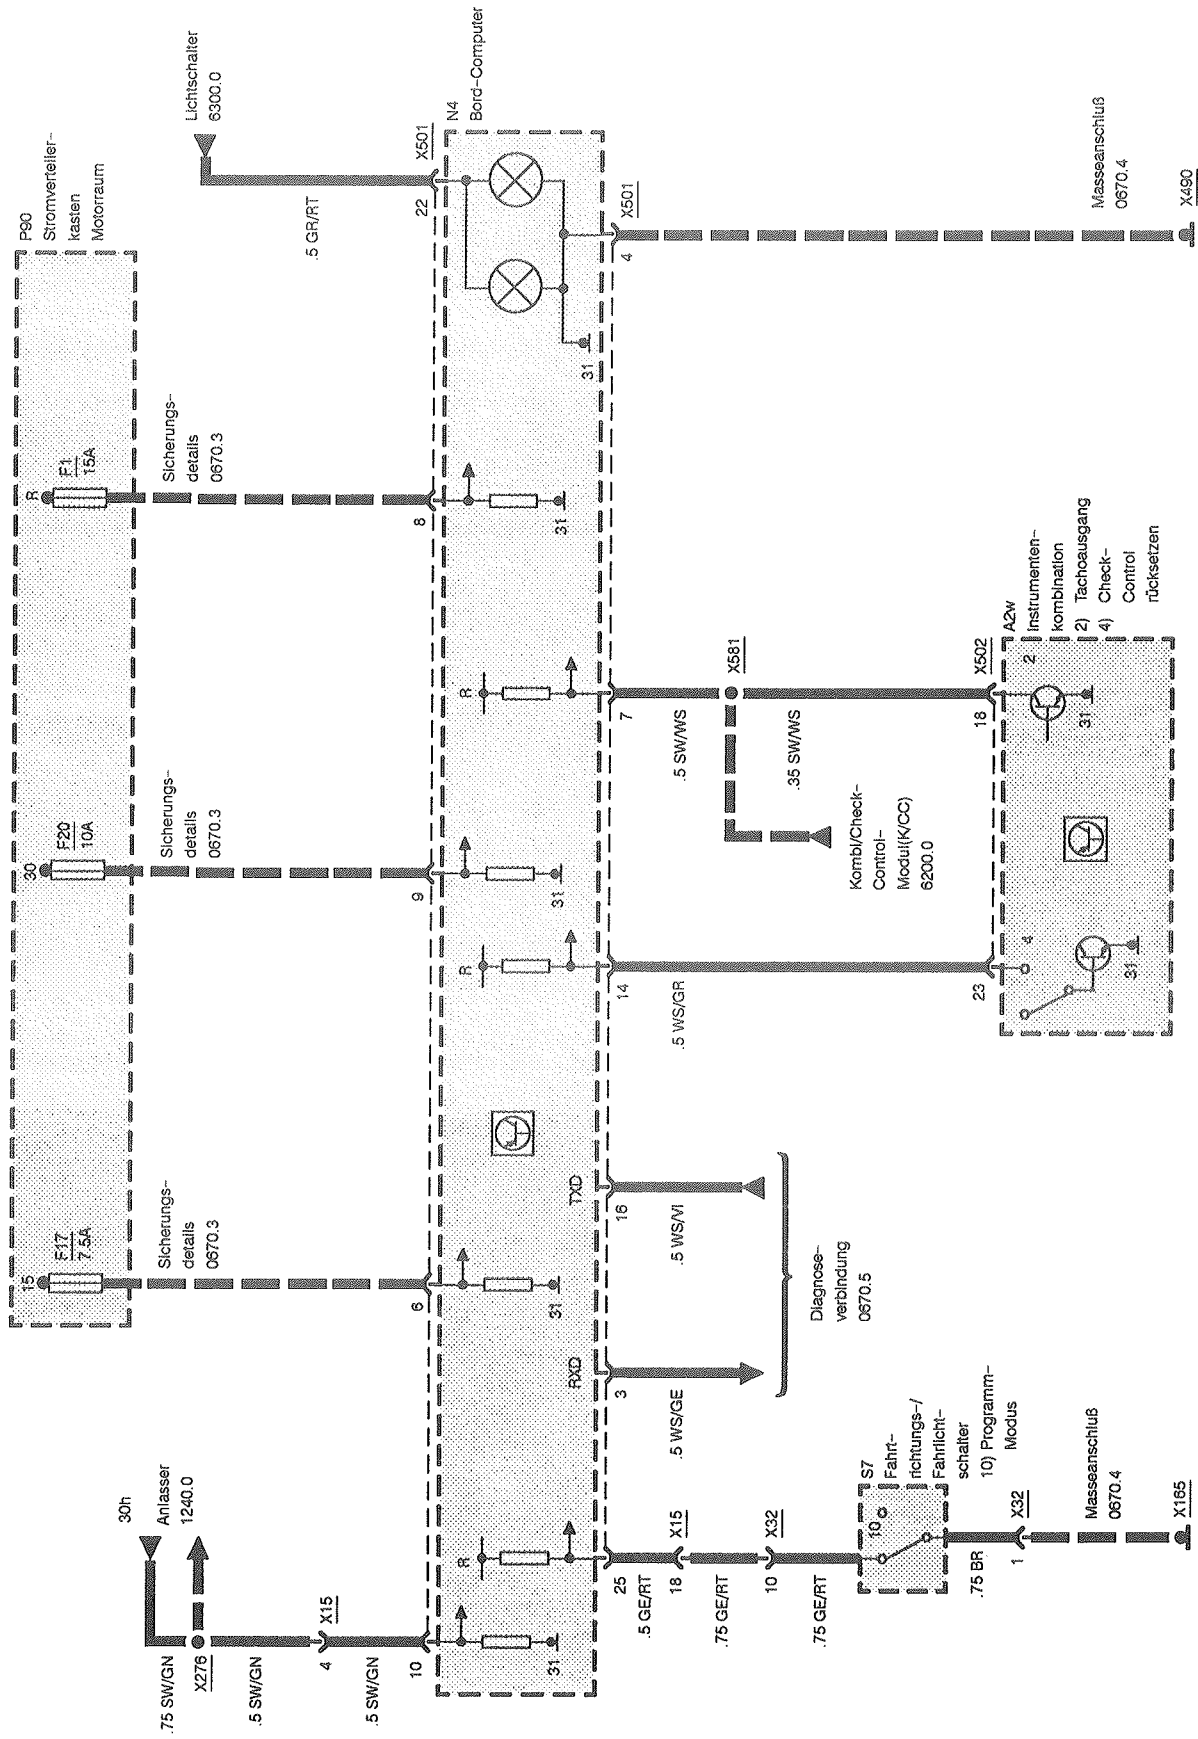 30h
Anlasser
1240.0
.75 SW/GN
X276
.5 SW/GN
4
X15
.5 SW/GN
10
31
P90
Stromverteiler-
kasten
Motorraum
15
F17
7.5A
Sicherungs-
details
0670.3
6
31
30
F20
10A
Sicherungs-
details
0670.3
9
31
R
F1
15A
Sicherungs-
details
0670.3
8
31
Lichtschalter
6300.0
.5 GR/RT
22
X501
N4
Bord-Computer
31
4
X501
Masseanschluß
0670.4
X490
R
25
.5 GE/RT
18
X15
.75 GE/RT
10
X32
.75 GE/RT
S7
Fahrt-
richtungs-/
Fahrlicht-
schalter
10) Programm-
Modus
10
.75 BR
1
X32
Masseanschluß
0670.4
X165
RXD
3
.5 WS/GE
TXD
16
.5 WS/VI
Diagnose-
verbindung
0670.5
R
14
.5 WS/GR
23
4
31
R
7
.5 SW/WS
X581
.35 SW/WS
Kombi/Check-
Control-
Modul(K/CC)
6200.0
18
X502
2
31
A2w
Instrumenten-
kombination
2) Tachoausgang
4) Check-
Control
rücksetzen